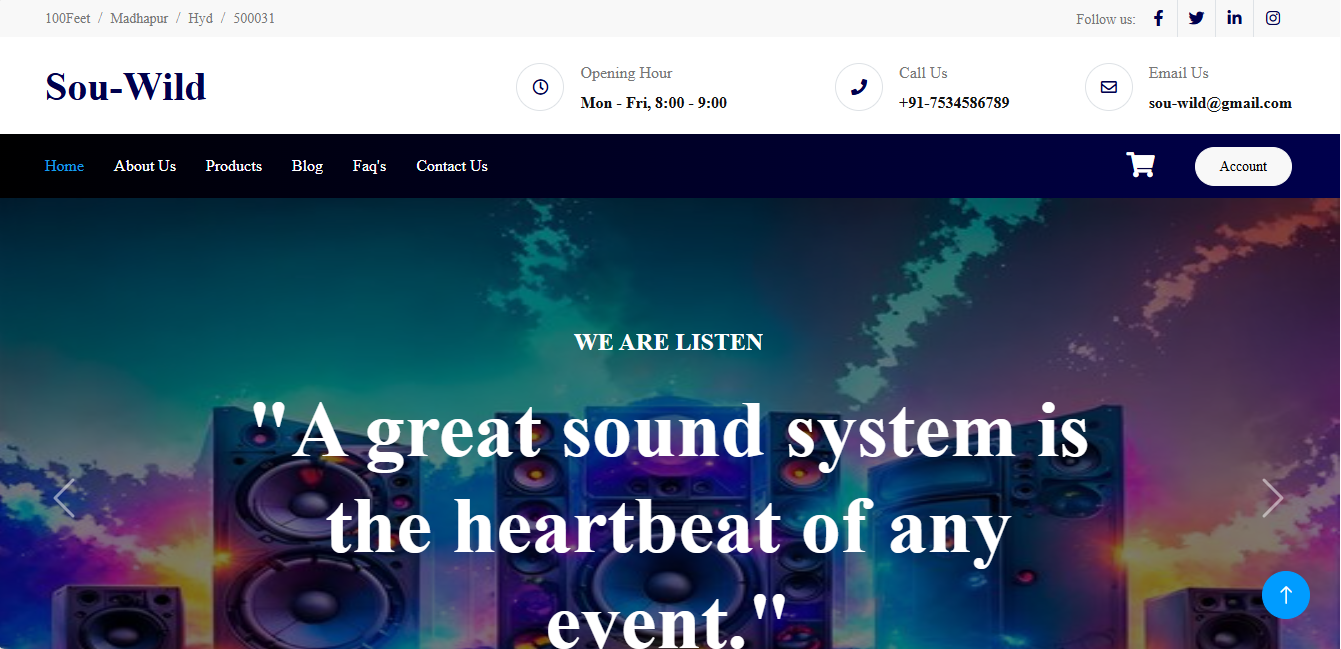 100Feet / Madhapur / Hyd / 500031
Follow us:
Sou-Wild
Opening Hour
Mon - Fri, 8:00 - 9:00
Call Us
+91-7534586789
Email Us
sou-wild@gmail.com
Home About Us Products Blog Faq's Contact Us
Account
WE ARE LISTEN
"A great sound system is
the heartbeat of any
event."